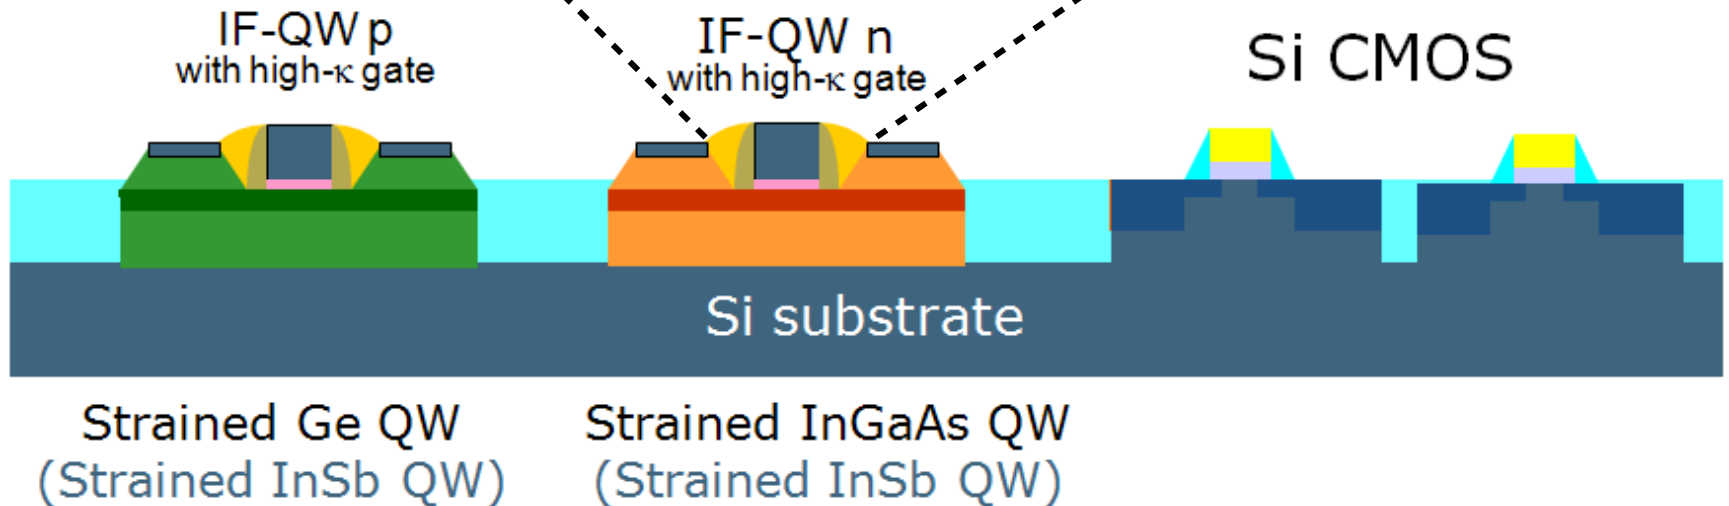 IF-QW p
with high-κ gate
IF-QW n
with high-κ gate
Si CMOS
Si substrate
Strained Ge QW
(Strained InSb QW)
Strained InGaAs QW
(Strained InSb QW)